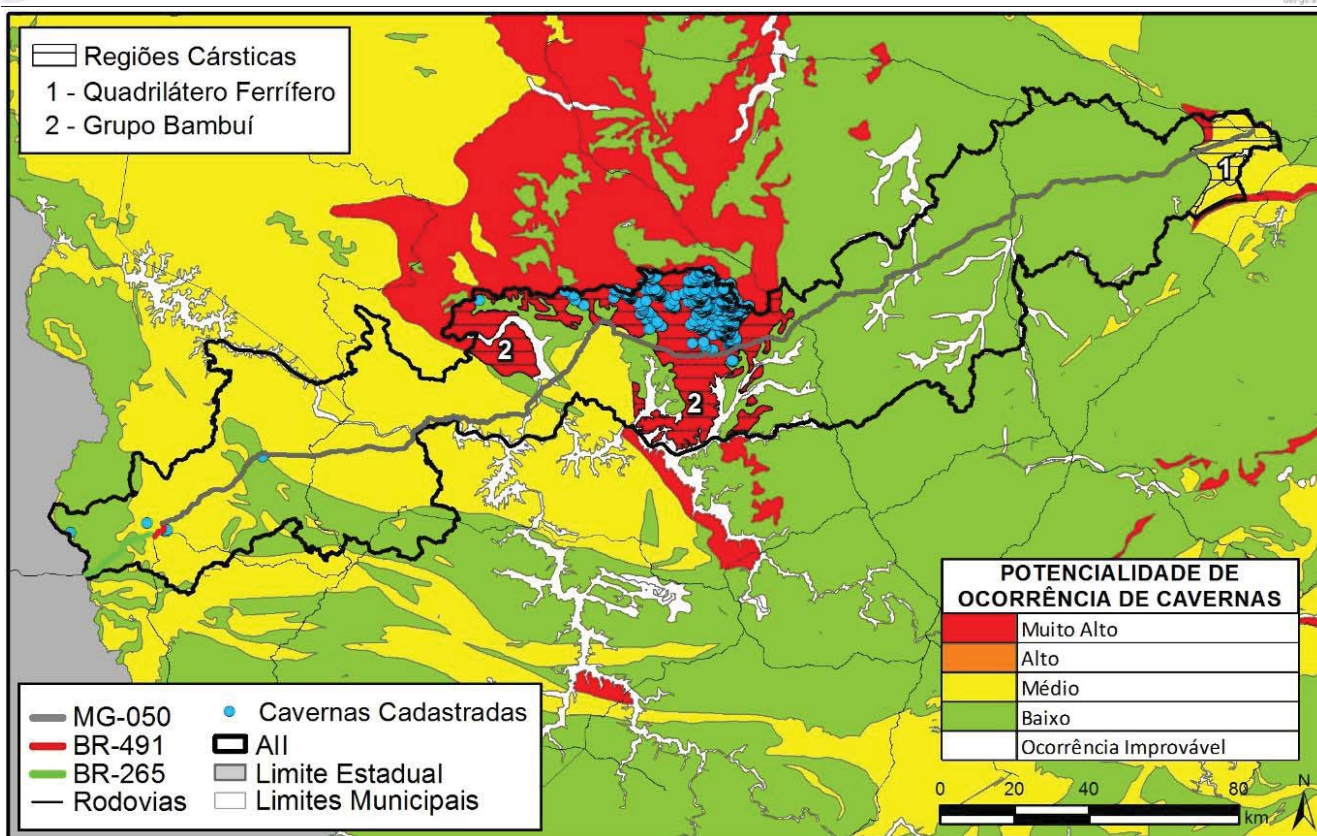 Regiões Cársticas
1 - Quadrilátero Ferrífero
2 - Grupo Bambuí
1
2
2
MG-050
BR-491
BR-265
Rodovias
Cavernas Cadastradas
AII
Limite Estadual
Limites Municipais
POTENCIALIDADE DE
OCORRÊNCIA DE CAVERNAS
Muito Alto
Alto
Médio
Baixo
Ocorrência Improvável
0 20 40 80
km
N